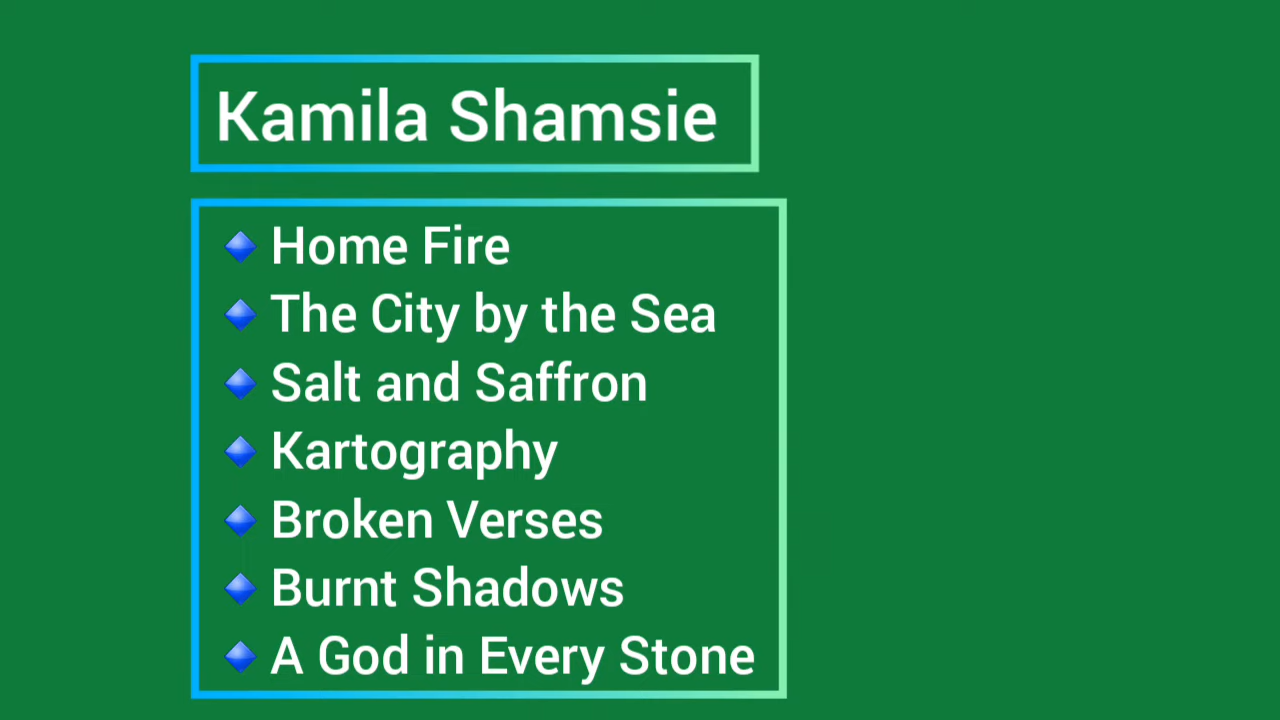 Kamila Shamsie
🔹 Home Fire
🔹 The City by the Sea
🔹 Salt and Saffron
🔹 Kartography
🔹 Broken Verses
🔹 Burnt Shadows
🔹 A God in Every Stone